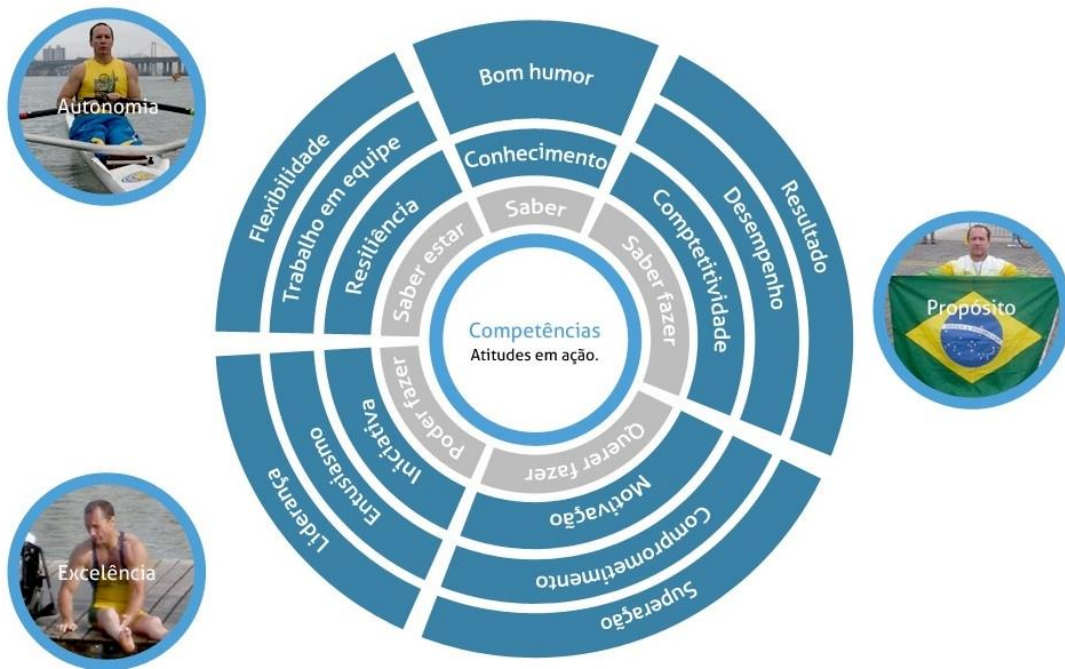 Autonomia
Propósito
Excelência
Competências
Atitudes em ação.
Saber
Conhecimento
Bom humor
Saber fazer
Comptetitividade
Desempenho
Resultado
Querer fazer
Motivação
Comprometimento
Superação
Poder fazer
Iniciativa
Entusiasmo
Liderança
Saber estar
Resiliência
Trabalho em equipe
Flexibilidade